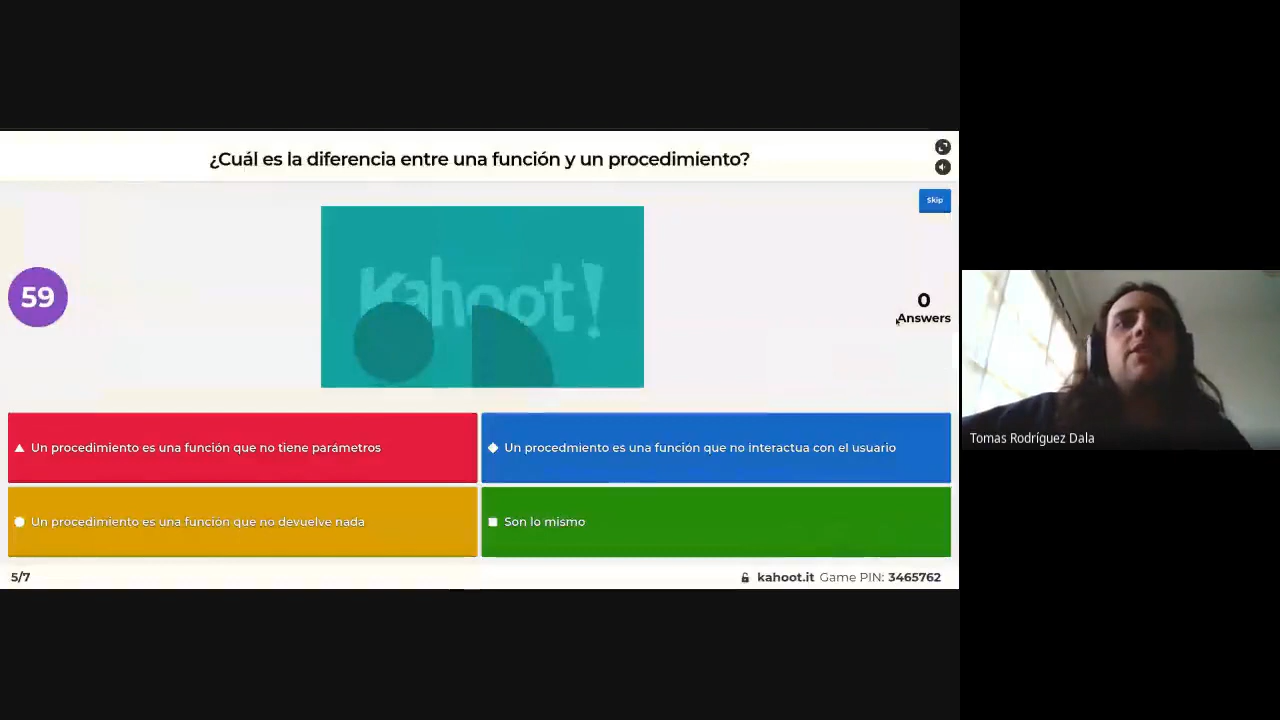 ¿Cuál es la diferencia entre una función y un procedimiento?
Skip
Kahoot!
59
0
Answers
Un procedimiento es una función que no tiene parámetros
Un procedmiento es una función que no interactua con el usuario
Un procedimiento es una función que no devuelve nada
Son lo mismo
5/7
kahoot.it Game PIN: 3465762
Tomas Rodríguez Dala